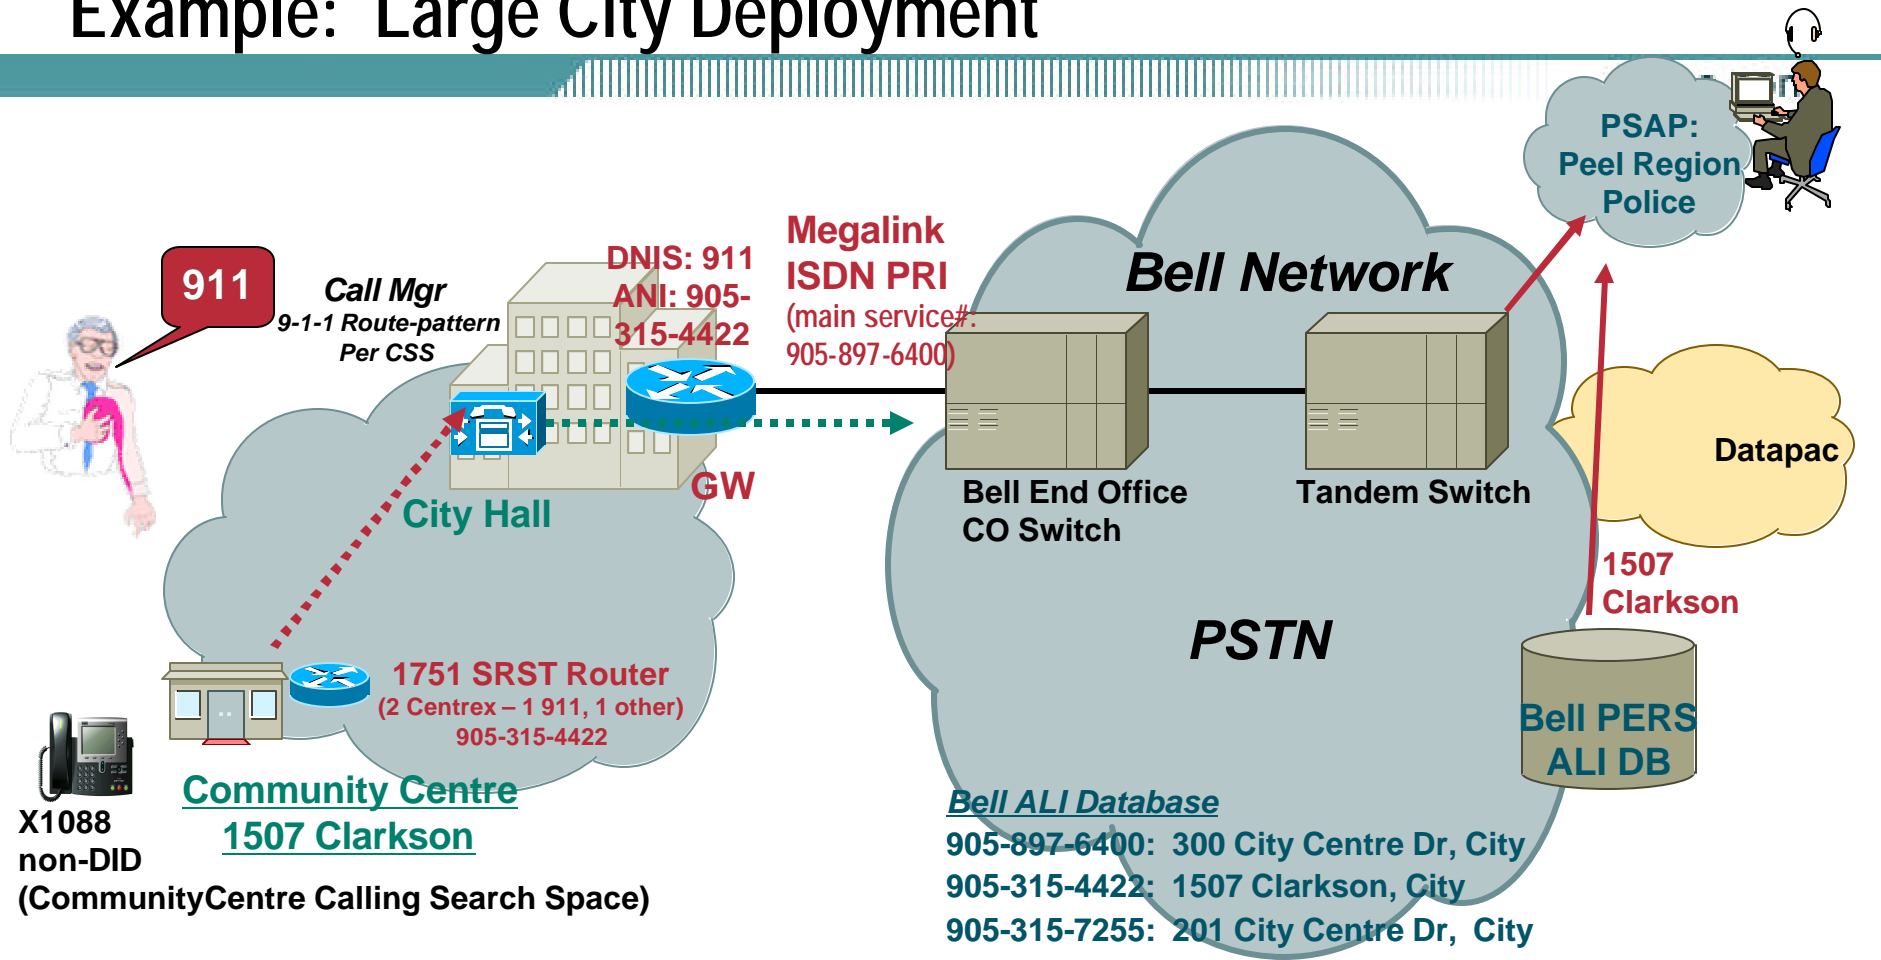 Example: Large City Deployment
PSAP:
Peel Region
Police
911
Call Mgr
9-1-1 Route-pattern
Per CSS
DNIS: 911
ANI: 905-
315-4422
Megalink
ISDN PRI
(main service#:
905-897-6400)
Bell Network
GW
City Hall
Bell End Office
CO Switch
Tandem Switch
Datapac
1507
Clarkson
PSTN
1751 SRST Router
(2 Centrex – 1 911, 1 other)
905-315-4422
Bell PERS
ALI DB
Community Centre
1507 Clarkson
X1088
non-DID
(CommunityCentre Calling Search Space)
Bell ALI Database
905-897-6400: 300 City Centre Dr, City
905-315-4422: 1507 Clarkson, City
905-315-7255: 201 City Centre Dr, City